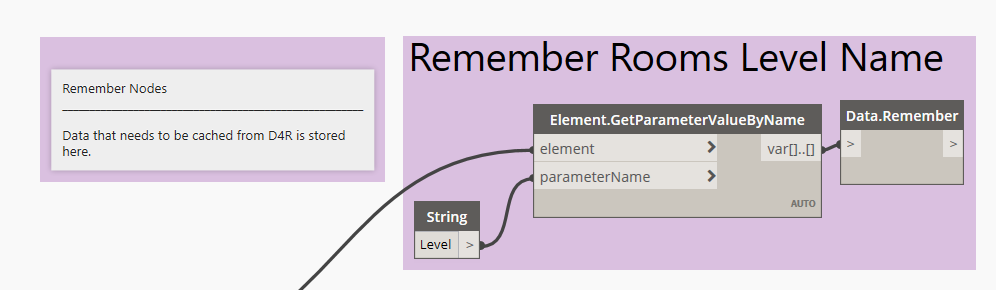 Remember Nodes
Data that needs to be cached from D4R is stored
here.
Remember Rooms Level Name
Element.GetParameterValueByName
element > var[]..[]
parameterName >
AUTO
Data.Remember
> >
String
Level >